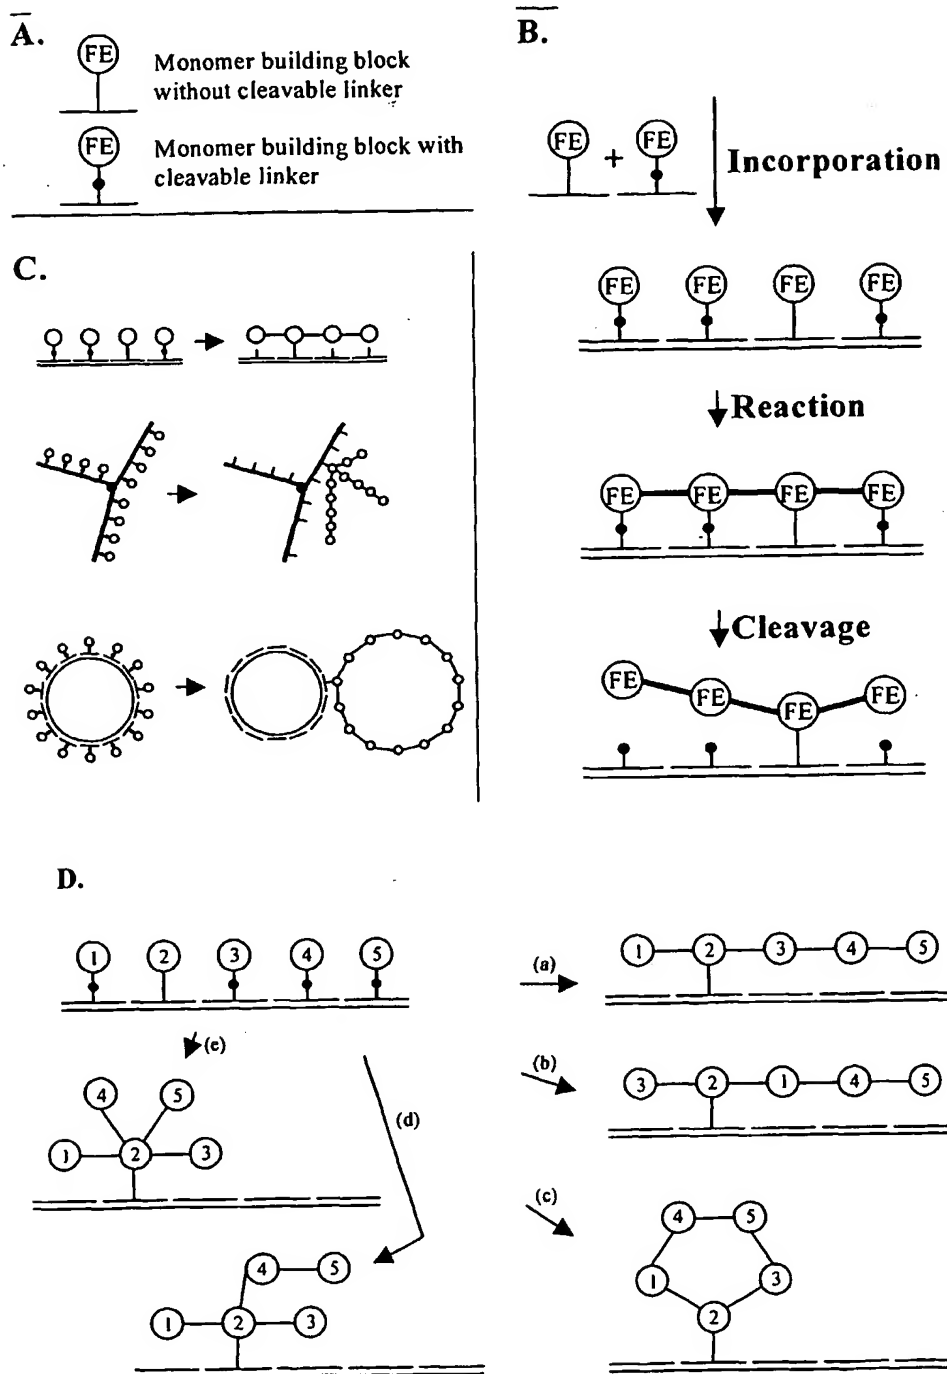 A.
FE
Monomer building block
without cleavable linker
FE
Monomer building block with
cleavable linker
B.
FE + FE
Incorporation
FE FE FE FE
Reaction
FE FE FE FE
Cleavage
FE FE FE FE
C.
D.
1 2 3 4 5
(a)
1 2 3 4 5
(b)
3 2 1 4 5
(c)
4 5
1 3
2
(d)
4 5
1 2 3
(e)
4 5
1 2 3